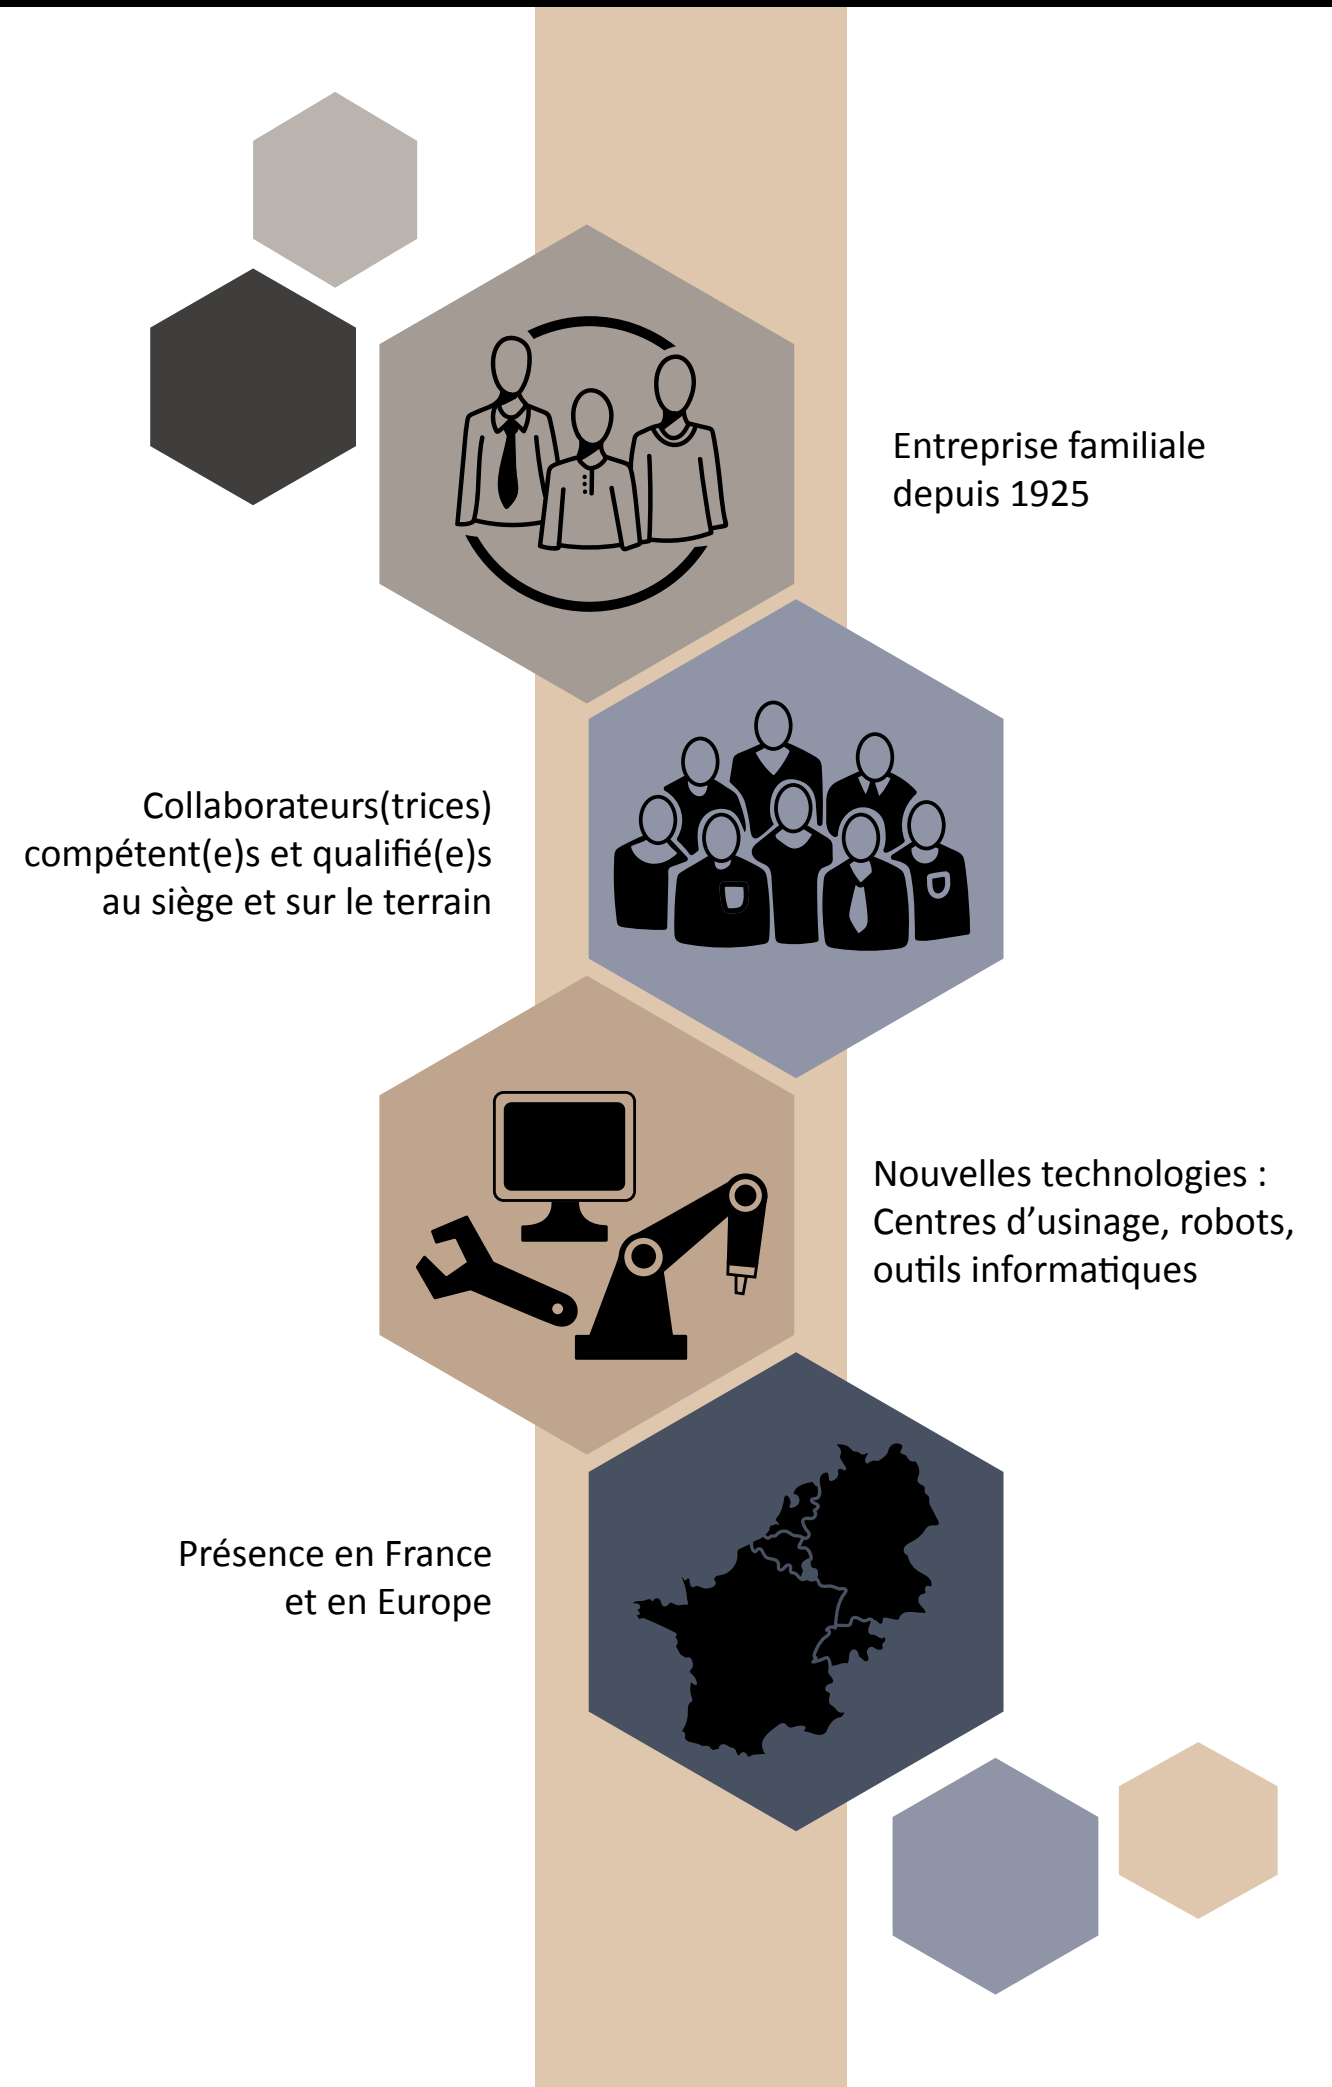 Entreprise familiale
depuis 1925
Collaborateurs(trices)
compétent(e)s et qualifié(e)s
au siège et sur le terrain
Nouvelles technologies :
Centres d’usinage, robots,
outils informatiques
Présence en France
et en Europe